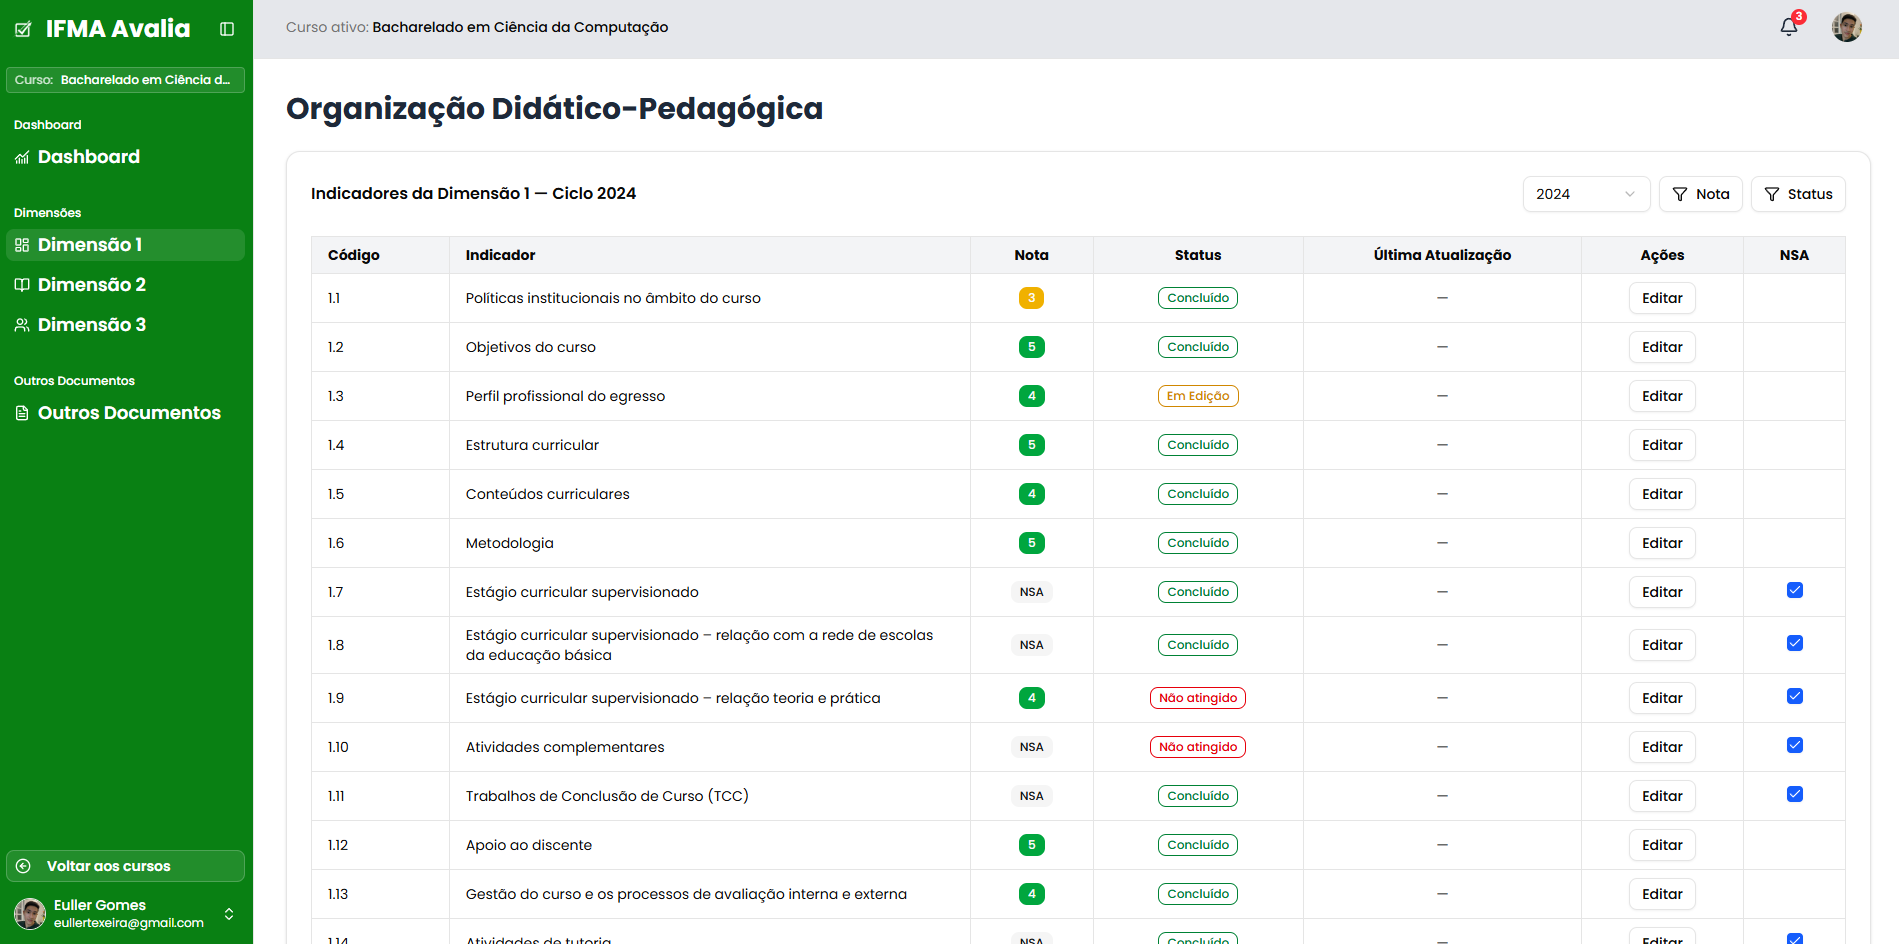 IFMA Avalia
Curso: Bacharelado em Ciência d...
Dashboard
Dashboard
Dimensões
Dimensão 1
Dimensão 2
Dimensão 3
Outros Documentos
Outros Documentos
Voltar aos cursos
Euller Gomes
eullertexeira@gmail.com
Curso ativo: Bacharelado em Ciência da Computação
3
Organização Didático-Pedagógica
Indicadores da Dimensão 1 — Ciclo 2024
2024 Nota Status
Código Indicador Nota Status Última Atualização Ações NSA
1.1 Políticas institucionais no âmbito do curso 3 Concluído — Editar
1.2 Objetivos do curso 5 Concluído — Editar
1.3 Perfil profissional do egresso 4 Em Edição — Editar
1.4 Estrutura curricular 5 Concluído — Editar
1.5 Conteúdos curriculares 4 Concluído — Editar
1.6 Metodologia 5 Concluído — Editar
1.7 Estágio curricular supervisionado NSA Concluído — Editar
1.8 Estágio curricular supervisionado – relação com a rede de escolas
da educação básica NSA Concluído — Editar
1.9 Estágio curricular supervisionado – relação teoria e prática 4 Não atingido — Editar
1.10 Atividades complementares NSA Não atingido — Editar
1.11 Trabalhos de Conclusão de Curso (TCC) NSA Concluído — Editar
1.12 Apoio ao discente 5 Concluído — Editar
1.13 Gestão do curso e os processos de avaliação interna e externa 4 Concluído — Editar
1.14 Atividades de tutoria NSA Concluído — Editar